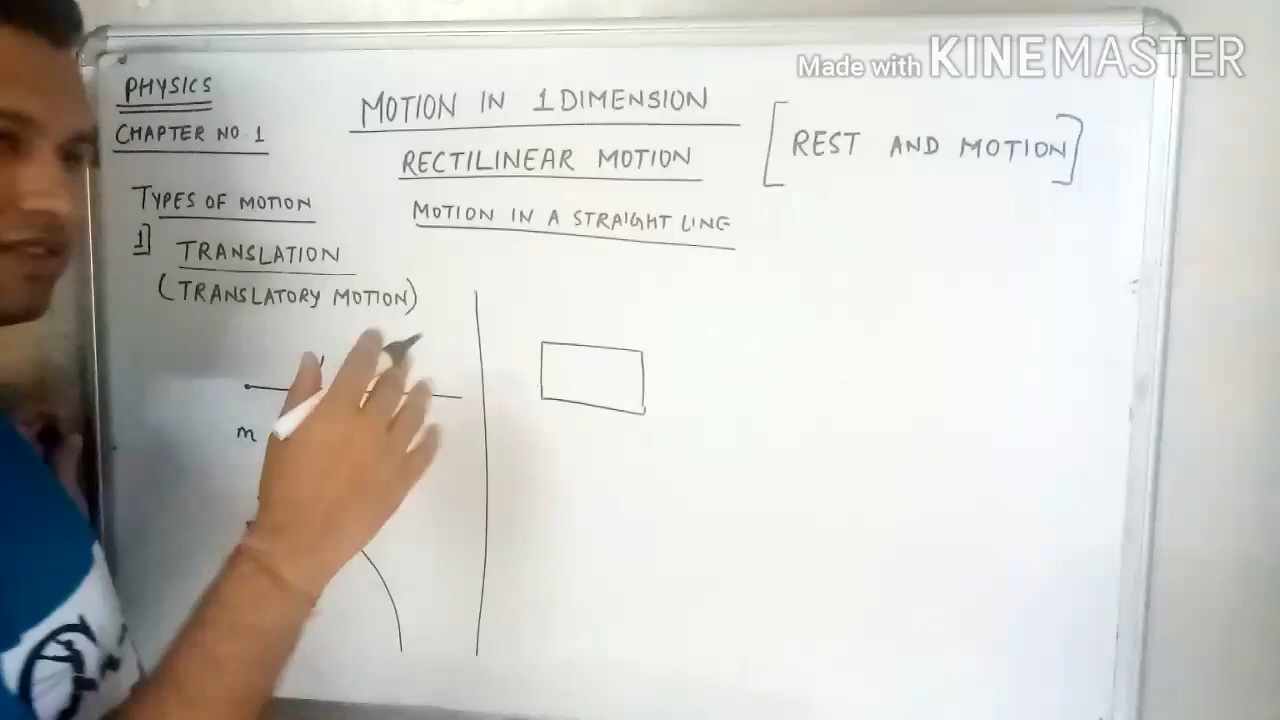 Made with KINEMASTER
PHYSICS
CHAPTER NO 1
MOTION IN 1 DIMENSION
RECTILINEAR MOTION
[REST AND MOTION]
MOTION IN A STRAIGHT LINE
TYPES OF MOTION
1] TRANSLATION
(TRANSLATORY MOTION)
m